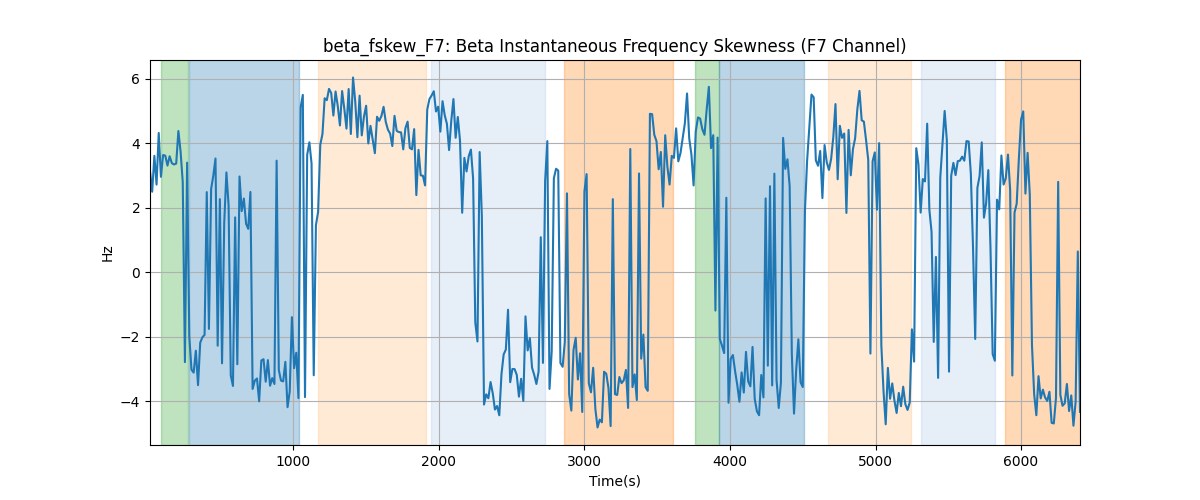 beta_fskew_F7: Beta Instantaneous Frequency Skewness (F7 Channel)
6
4
2
0
−2
−4
Hz
1000 2000 3000 4000 5000 6000
Time(s)